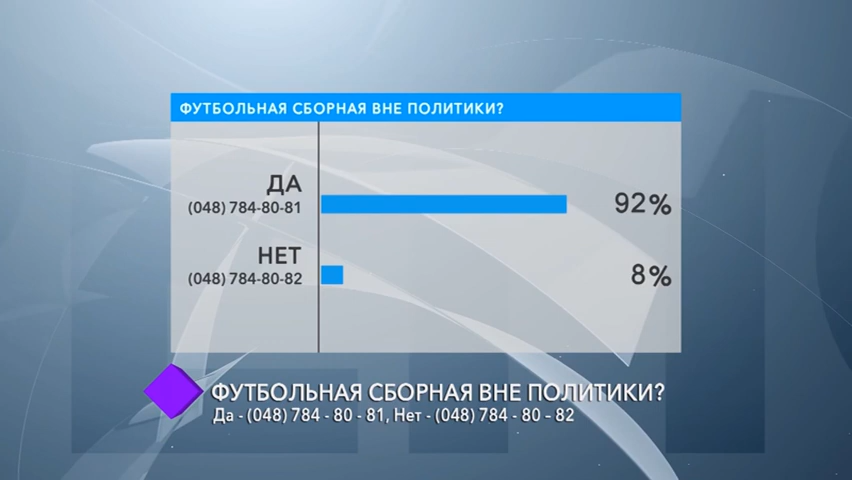 ФУТБОЛЬНАЯ СБОРНАЯ ВНЕ ПОЛИТИКИ?
ДА
(048) 784-80-81
92%
НЕТ
(048) 784-80-82
8%
ФУТБОЛЬНАЯ СБОРНАЯ ВНЕ ПОЛИТИКИ?
Да - (048) 784 - 80 - 81, Нет - (048) 784 - 80 - 82